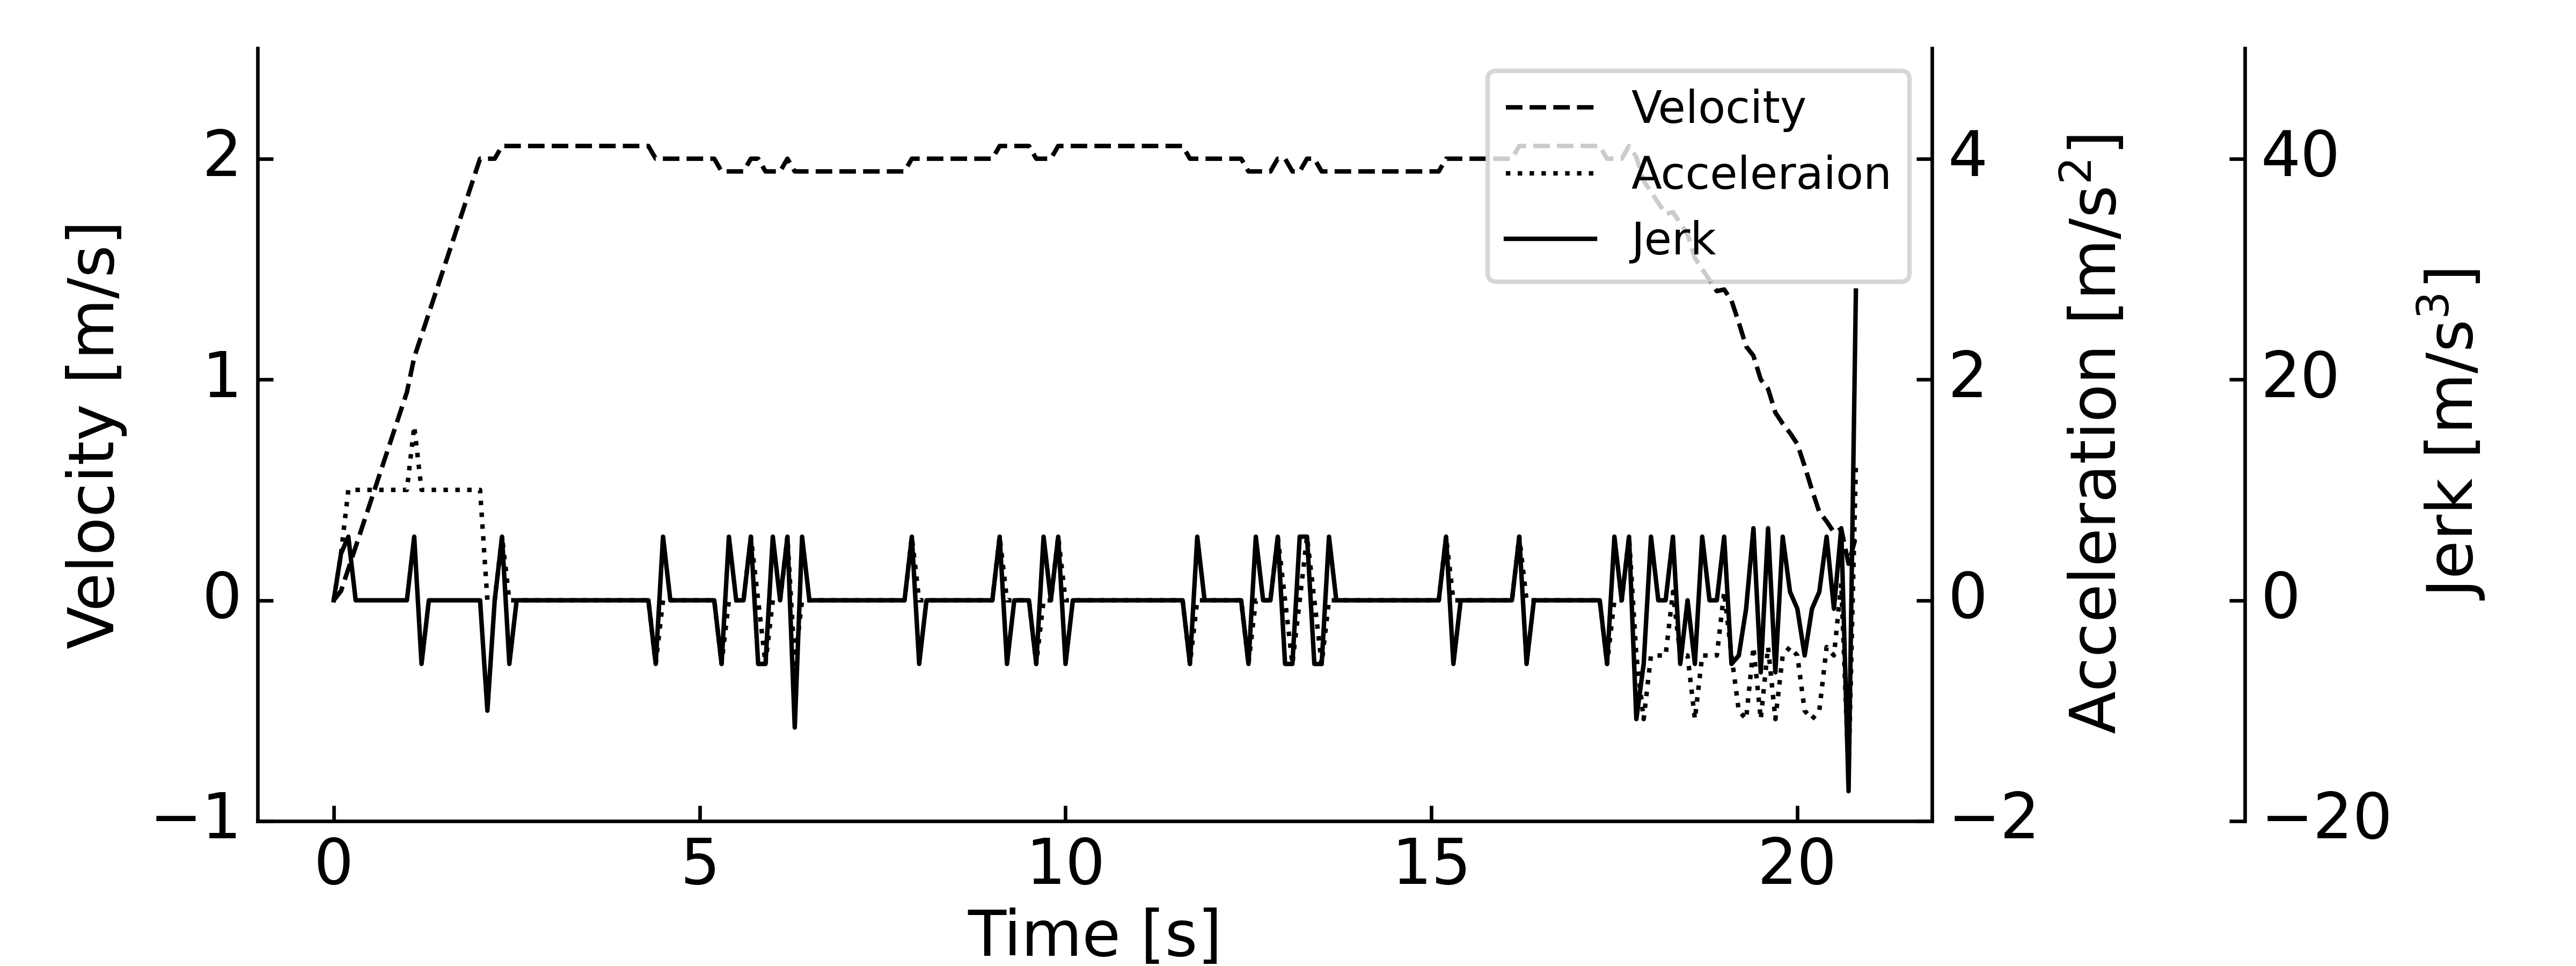 Velocity [m/s]
2
1
0
−1
0 5 10 15 20
Time [s]
Velocity
Acceleraion
Jerk
4
2
0
−2
Acceleration [m/s²]
40
20
0
−20
Jerk [m/s³]